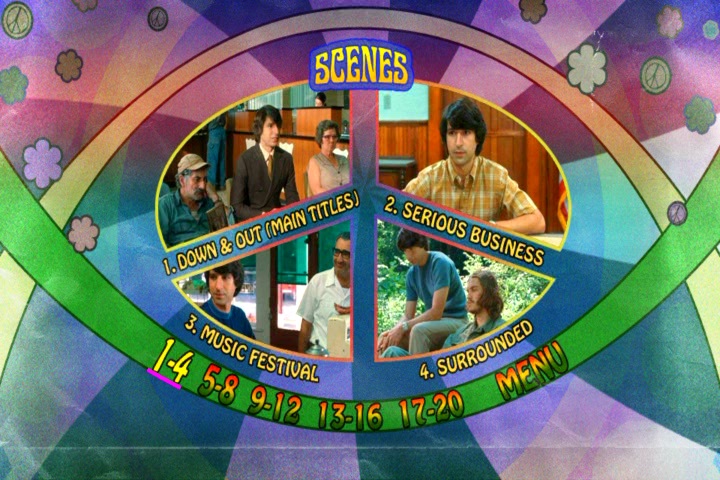 SCENES
1. DOWN & OUT (MAIN TITLES)
2. SERIOUS BUSINESS
3. MUSIC FESTIVAL
4. SURROUNDED
1-4 5-8 9-12 13-16 17-20 MENU